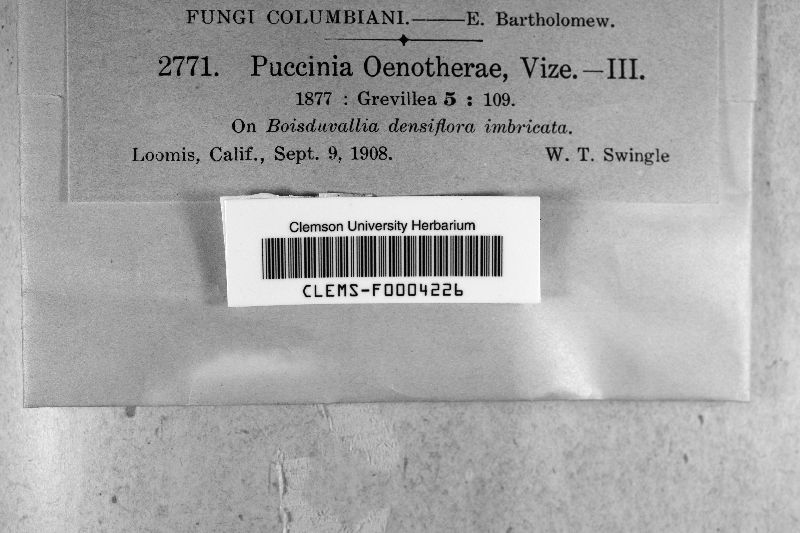 FUNGI COLUMBIANI.——E. Bartholomew.
2771. Puccinia Oenotherae, Vize.—III.
1877 : Grevillea 5 : 109.
On Boisduvallia densiflora imbricata.
Loomis, Calif., Sept. 9, 1908. W. T. Swingle
Clemson University Herbarium
CLEMS-F0004226